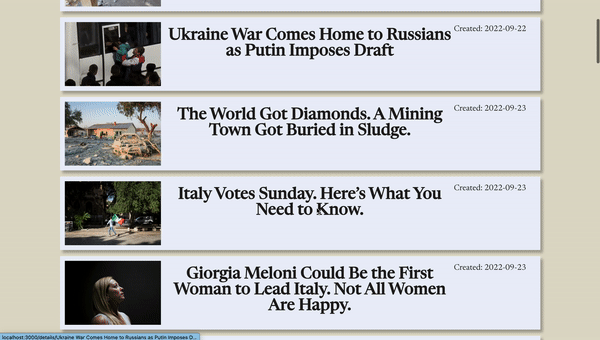 Ukraine War Comes Home to Russians
as Putin Imposes Draft
Created: 2022-09-22
The World Got Diamonds. A Mining
Town Got Buried in Sludge.
Created: 2022-09-23
Italy Votes Sunday. Here’s What You
Need to Know.
Created: 2022-09-23
Giorgia Meloni Could Be the First
Woman to Lead Italy. Not All Women
Are Happy.
Created: 2022-09-23
localhost:3000/details/Ukraine War Comes Home to Russians as Putin Imposes D...